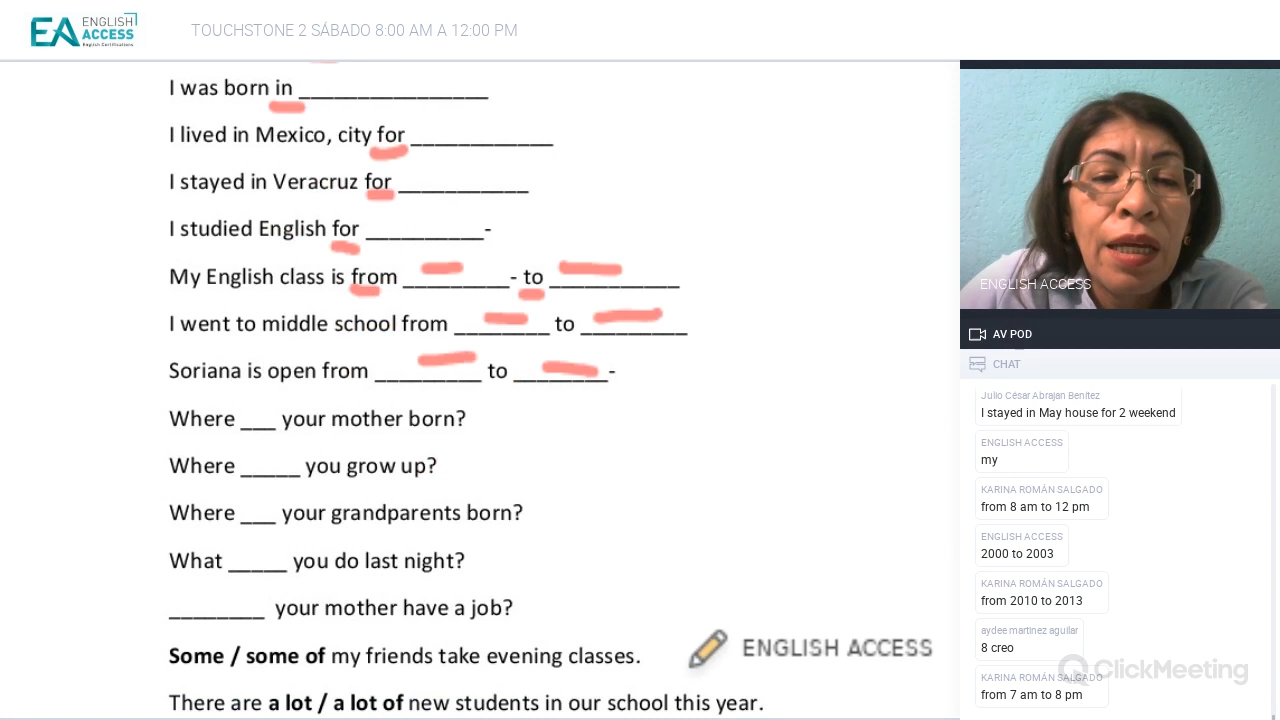 EA ENGLISH ACCESS
English Certifications
TOUCHSTONE 2 SÁBADO 8:00 AM A 12:00 PM
I was born in ________________
I lived in Mexico, city for ____________
I stayed in Veracruz for ___________
I studied English for __________-
My English class is from _________- to ___________
I went to middle school from ________ to _________
Soriana is open from _________ to ________-
Where ___ your mother born?
Where _____ you grow up?
Where ___ your grandparents born?
What _____ you do last night?
________ your mother have a job?
Some / some of my friends take evening classes.
There are a lot / a lot of new students in our school this year.
ENGLISH ACCESS
ENGLISH ACCESS
AV POD
CHAT
Julio César Abrajan Benítez
I stayed in May house for 2 weekend
ENGLISH ACCESS
my
KARINA ROMÁN SALGADO
from 8 am to 12 pm
ENGLISH ACCESS
2000 to 2003
KARINA ROMÁN SALGADO
from 2010 to 2013
aydee martinez aguilar
8 creo
KARINA ROMÁN SALGADO
from 7 am to 8 pm
ClickMeeting